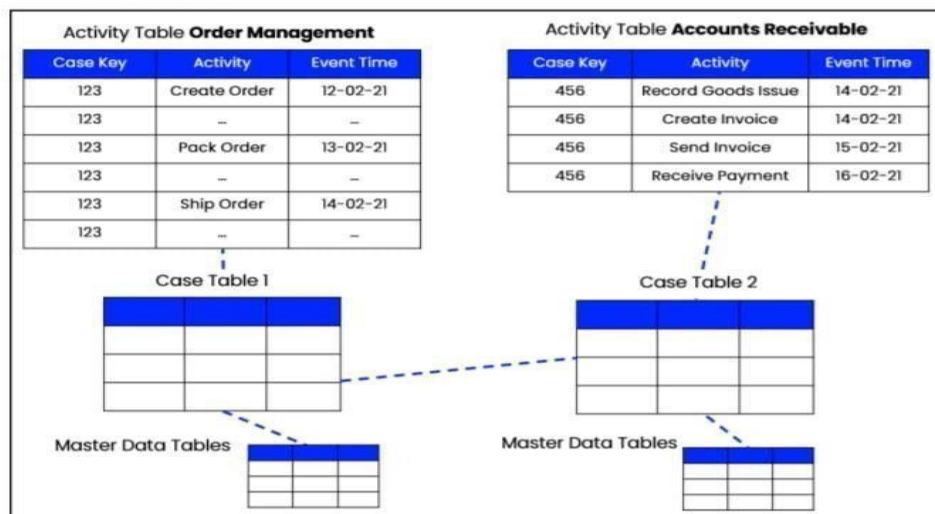 Activity Table Order Management
Case Key Activity Event Time
123 Create Order 12-02-21
123 ... ...
123 Pack Order 13-02-21
123 ... ...
123 Ship Order 14-02-21
123 ... ...
Activity Table Accounts Receivable
Case Key Activity Event Time
456 Record Goods Issue 14-02-21
456 Create Invoice 14-02-21
456 Send Invoice 15-02-21
456 Receive Payment 16-02-21
Case Table 1
Case Table 2
Master Data Tables
Master Data Tables